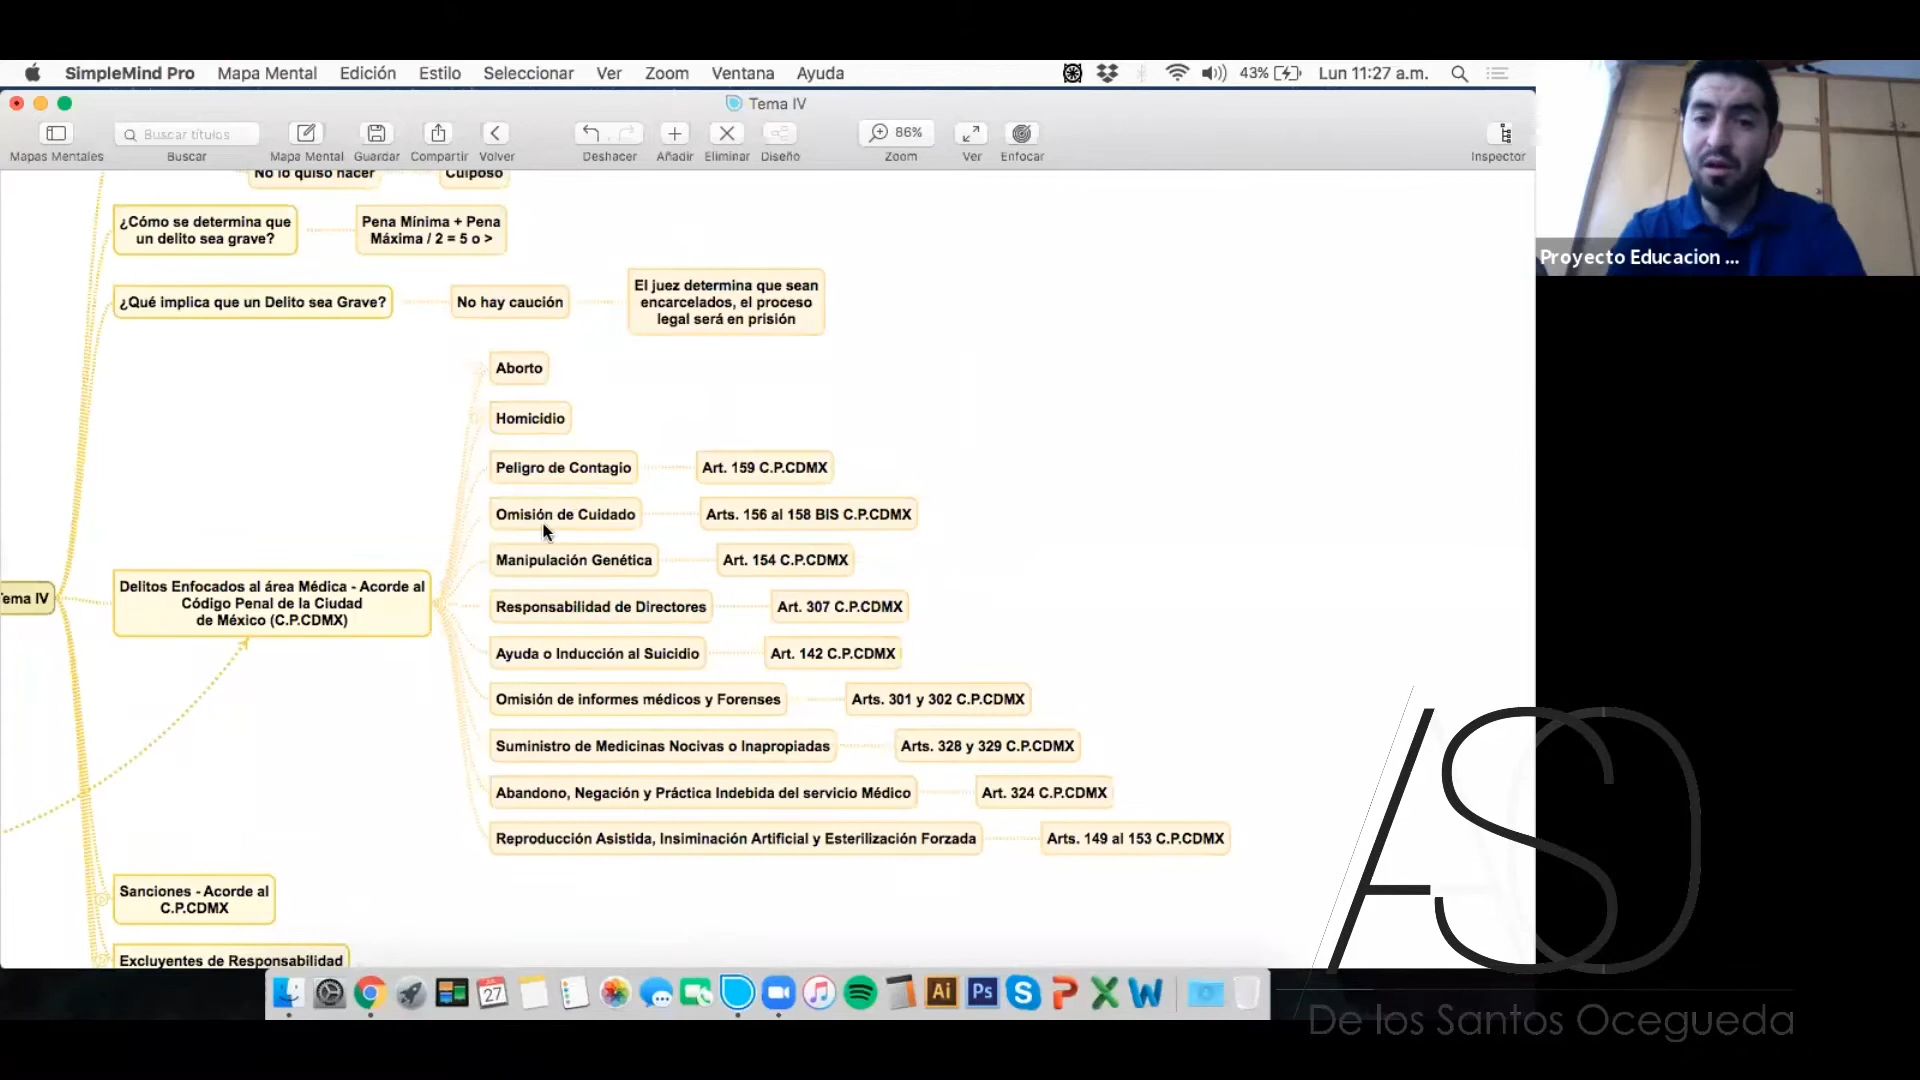 SimpleMind Pro Mapa Mental Edición Estilo Seleccionar Ver Zoom Ventana Ayuda 43% Lun 11:27 a.m.
Tema IV
Buscar títulos
86%
Mapas Mentales Buscar Mapa Mental Guardar Compartir Volver Deshacer Añadir Eliminar Diseño Zoom Ver Enfocar Inspector
No lo quiso hacer
Culposo
¿Cómo se determina que
un delito sea grave?
Pena Mínima + Pena
Máxima / 2 = 5 o >
¿Qué implica que un Delito sea Grave?
No hay caución
El juez determina que sean
encarcelados, el proceso
legal será en prisión
Tema IV
Delitos Enfocados al área Médica - Acorde al
Código Penal de la Ciudad
de México (C.P.CDMX)
Aborto
Homicidio
Peligro de Contagio
Art. 159 C.P.CDMX
Omisión de Cuidado
Arts. 156 al 158 BIS C.P.CDMX
Manipulación Genética
Art. 154 C.P.CDMX
Responsabilidad de Directores
Art. 307 C.P.CDMX
Ayuda o Inducción al Suicidio
Art. 142 C.P.CDMX
Omisión de informes médicos y Forenses
Arts. 301 y 302 C.P.CDMX
Suministro de Medicinas Nocivas o Inapropiadas
Arts. 328 y 329 C.P.CDMX
Abandono, Negación y Práctica Indebida del servicio Médico
Art. 324 C.P.CDMX
Reproducción Asistida, Insiminación Artificial y Esterilización Forzada
Arts. 149 al 153 C.P.CDMX
Sanciones - Acorde al
C.P.CDMX
Excluyentes de Responsabilidad
Proyecto Educacion ...
27
Ai
Ps
ASO
De los Santos Ocegueda